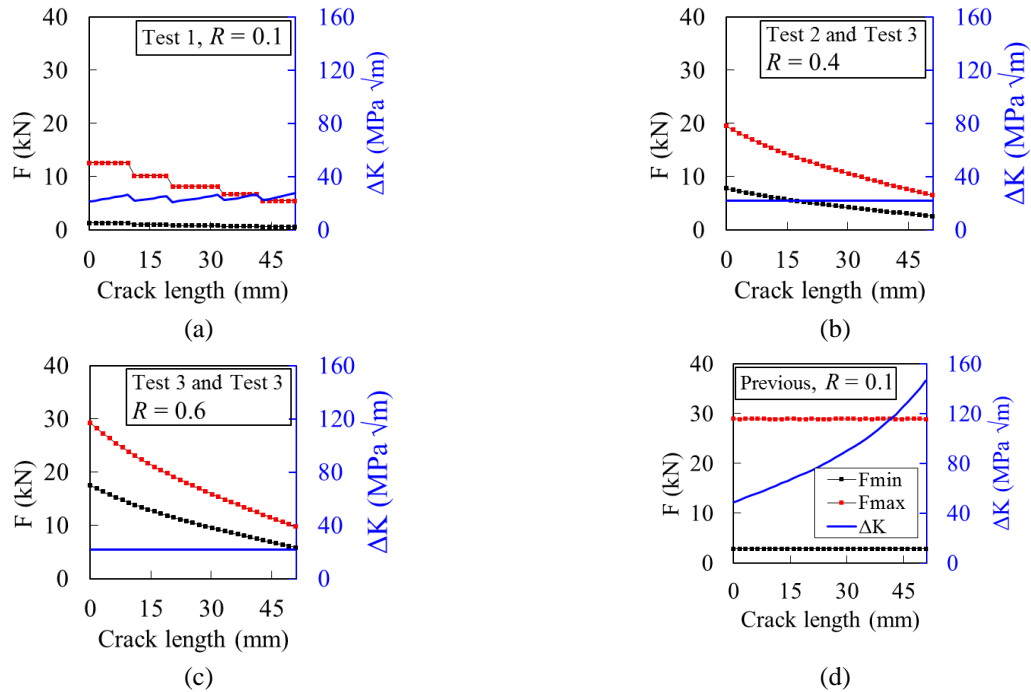 40
30
20
10
0
F (kN)
Test 1, R = 0.1
160
120
80
40
0
ΔK (MPa √m)
0 15 30 45
Crack length (mm)
(a)
40
30
20
10
0
F (kN)
Test 2 and Test 3
R = 0.4
160
120
80
40
0
ΔK (MPa √m)
0 15 30 45
Crack length (mm)
(b)
40
30
20
10
0
F (kN)
Test 3 and Test 3
R = 0.6
160
120
80
40
0
ΔK (MPa √m)
0 15 30 45
Crack length (mm)
(c)
40
30
20
10
0
F (kN)
Previous, R = 0.1
Fmin
Fmax
ΔK
160
120
80
40
0
ΔK (MPa √m)
0 15 30 45
Crack length (mm)
(d)